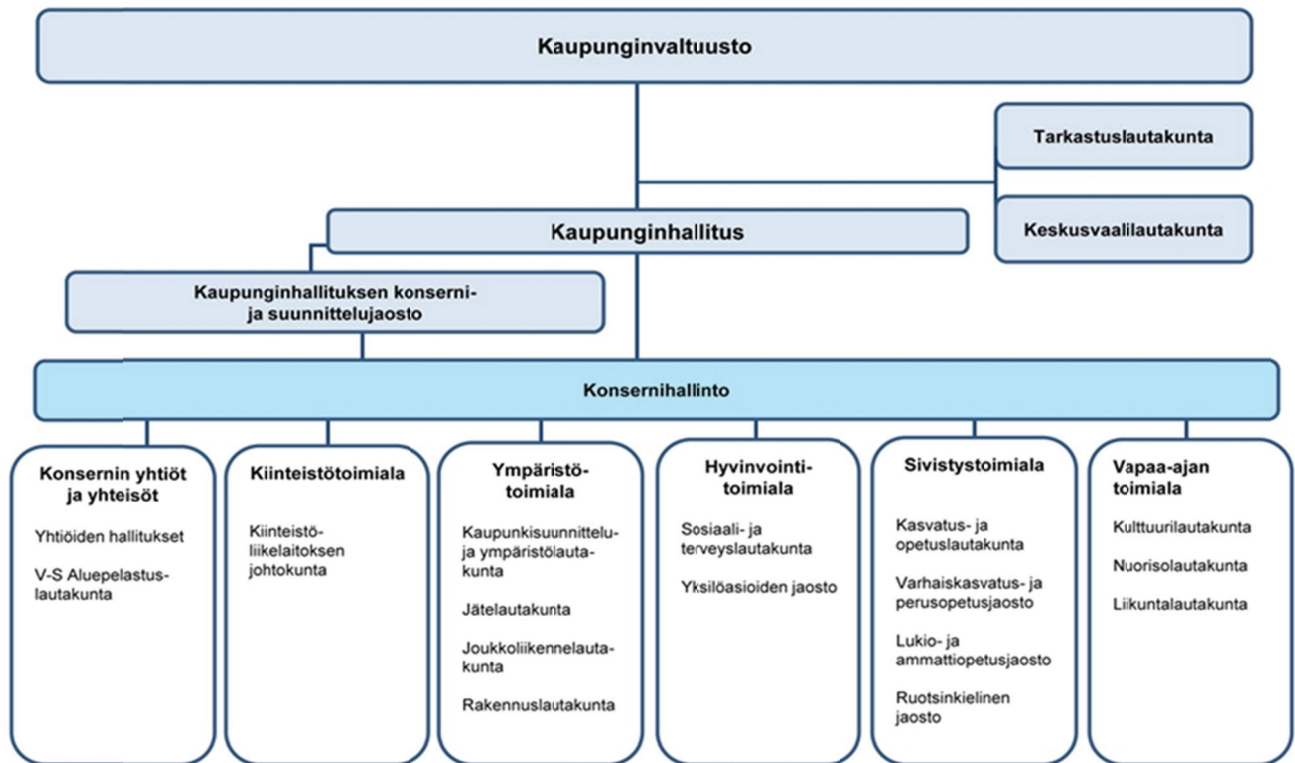 Kaupunginvaltuusto
Tarkastuslautakunta
Kaupunginhallitus
Keskusvaalilautakunta
Kaupunginhallituksen konserni-
ja suunnittelujaosto
Konsernihallinto
Konsernin yhtiöt
ja yhteisöt
Yhtiöiden hallitukset
V-S Aluepelastus-
lautakunta
Kiinteistötoimiala
Kiinteistö-
liikelaitoksen
johtokunta
Ympäristö-
toimiala
Kaupunkisuunnittelu-
ja ympäristölauta-
kunta
Jätelautakunta
Joukkoliikennelauta-
kunta
Rakennuslautakunta
Hyvinvointi-
toimiala
Sosiaali- ja
terveyslautakunta
Yksilöasioiden jaosto
Sivistystoimiala
Kasvatus- ja
opetuslautakunta
Varhaiskasvatus- ja
perusopetusjaosto
Lukio- ja
ammattiopetusjaosto
Ruotsinkielinen
jaosto
Vapaa-ajan
toimiala
Kulttuurilautakunta
Nuorisolautakunta
Liikuntalautakunta